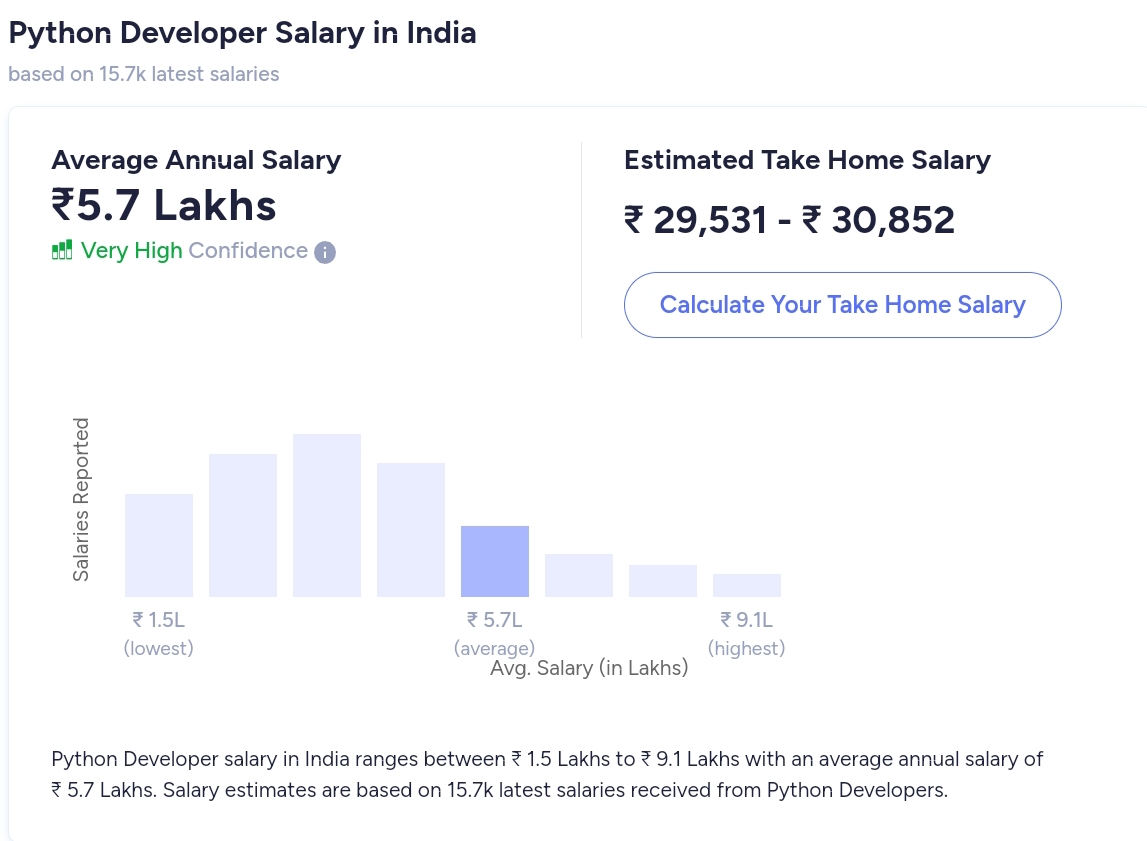 Python Developer Salary in India
based on 15.7k latest salaries
Average Annual Salary
₹5.7 Lakhs
Very High Confidence i
Estimated Take Home Salary
₹ 29,531 - ₹ 30,852
Calculate Your Take Home Salary
Salaries Reported
₹ 1.5L
(lowest)
₹ 5.7L
(average)
₹ 9.1L
(highest)
Avg. Salary (in Lakhs)
Python Developer salary in India ranges between ₹ 1.5 Lakhs to ₹ 9.1 Lakhs with an average annual salary of
₹ 5.7 Lakhs. Salary estimates are based on 15.7k latest salaries received from Python Developers.